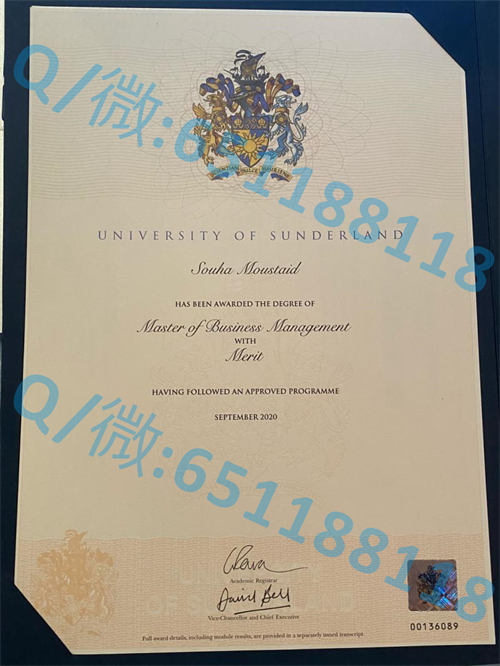 Q/微:651188118
UNIVERSITY OF SUNDERLAND
Souha Moustaid
HAS BEEN AWARDED THE DEGREE OF
Master of Business Management
WITH
Merit
HAVING FOLLOWED AN APPROVED PROGRAMME
SEPTEMBER 2020
Q/微:651188118
Academic Registrar
Vice-Chancellor and Chief Executive
00136089
Full award details, including module results, are provided in a separately issued transcript